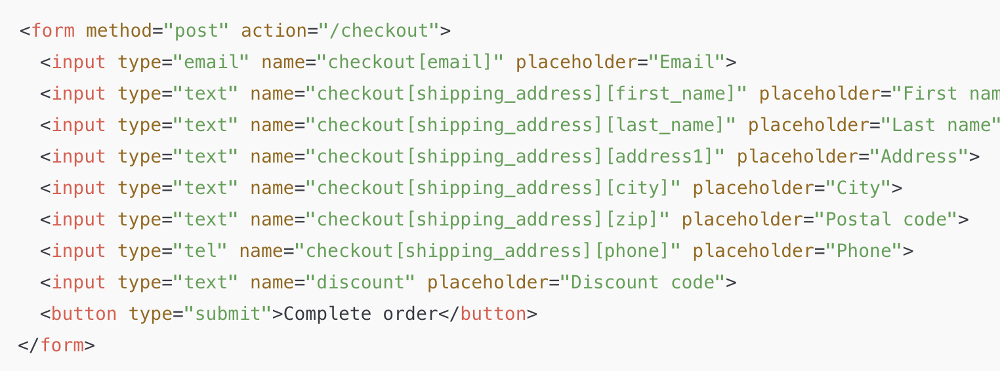 <form method="post" action="/checkout">
<input type="email" name="checkout[email]" placeholder="Email">
<input type="text" name="checkout[shipping_address][first_name]" placeholder="First
<input type="text" name="checkout[shipping_address][last_name]" placeholder="Last name"
<input type="text" name="checkout[shipping_address][address1]" placeholder="Address">
<input type="text" name="checkout[shipping_address][city]" placeholder="City">
<input type="text" name="checkout[shipping_address][zip]" placeholder="Postal code">
<input type="tel" name="checkout[shipping_address][phone]" placeholder="Phone">
<input type="text" name="discount" placeholder="Discount code">
<button type="submit">Complete order</button>
</form>